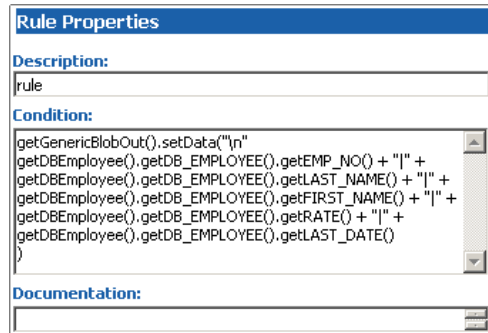 Rule Properties
Description:
rule
Condition:
getGenericBlobOut().setData("\n"
getDBEmployee().getDB_EMPLOYEE().getEMP_NO() + "|" +
getDBEmployee().getDB_EMPLOYEE().getLAST_NAME() + "|" +
getDBEmployee().getDB_EMPLOYEE().getFIRST_NAME() + "|" +
getDBEmployee().getDB_EMPLOYEE().getRATE() + "|" +
getDBEmployee().getDB_EMPLOYEE().getLAST_DATE()
)
Documentation: